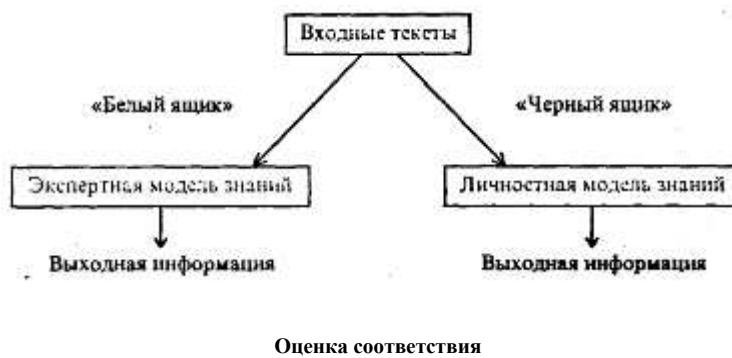 Входные тексты
«Белый ящик» «Черный ящик»
Экспертная модель знаний Личностная модель знаний
Выходная информация Выходная информация
Оценка соответствия